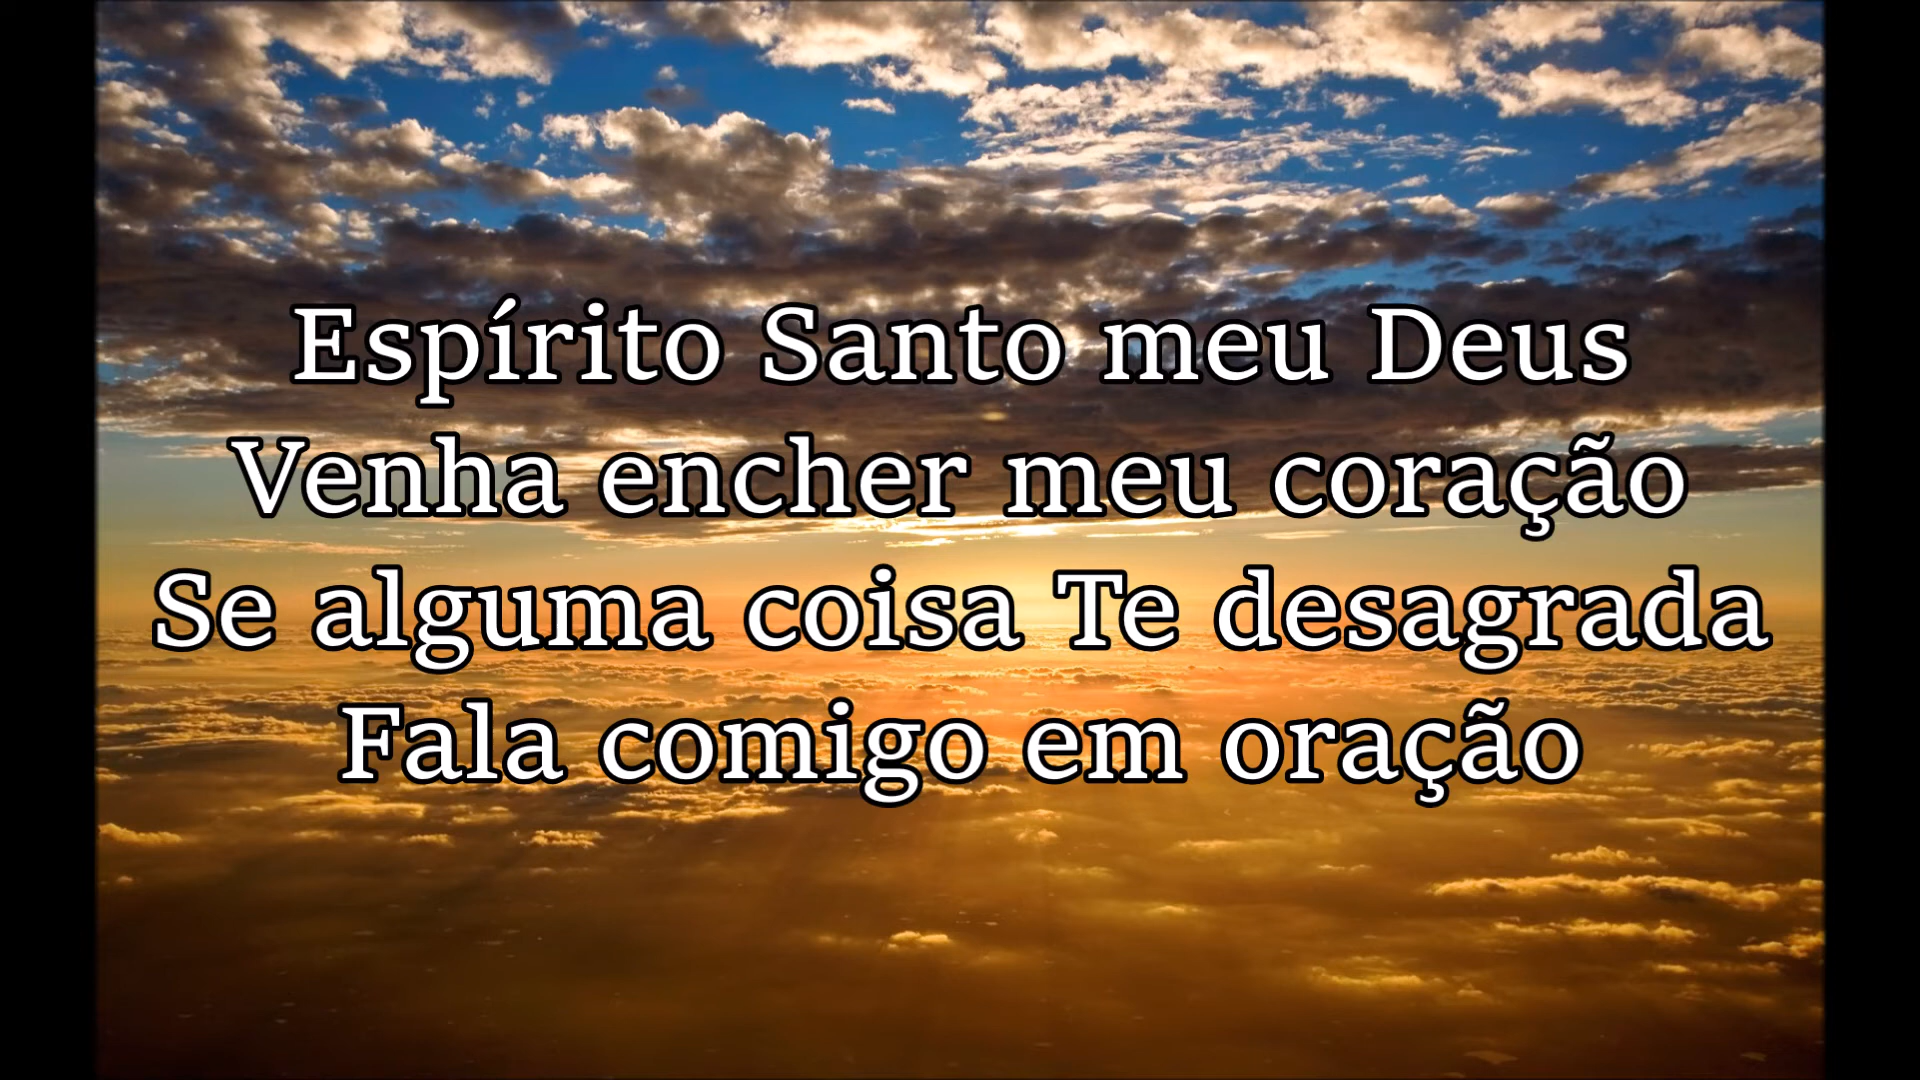 Espírito Santo meu Deus
Venha encher meu coração
Se alguma coisa Te desagrada
Fala comigo em oração